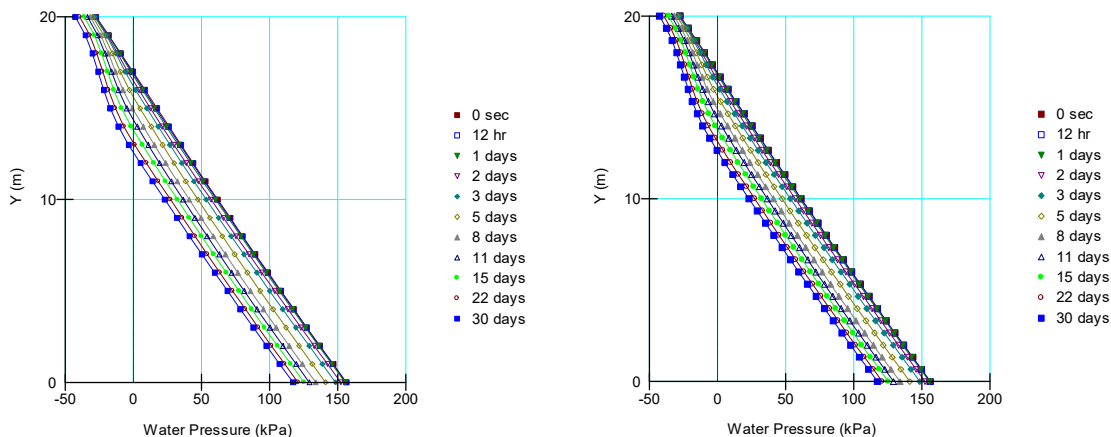 20
10
0
Y (m)
-50 0 50 100 150 200
Water Pressure (kPa)
0 sec
12 hr
1 days
2 days
3 days
5 days
8 days
11 days
15 days
22 days
30 days
20
10
0
Y (m)
-50 0 50 100 150 200
Water Pressure (kPa)
0 sec
12 hr
1 days
2 days
3 days
5 days
8 days
11 days
15 days
22 days
30 days